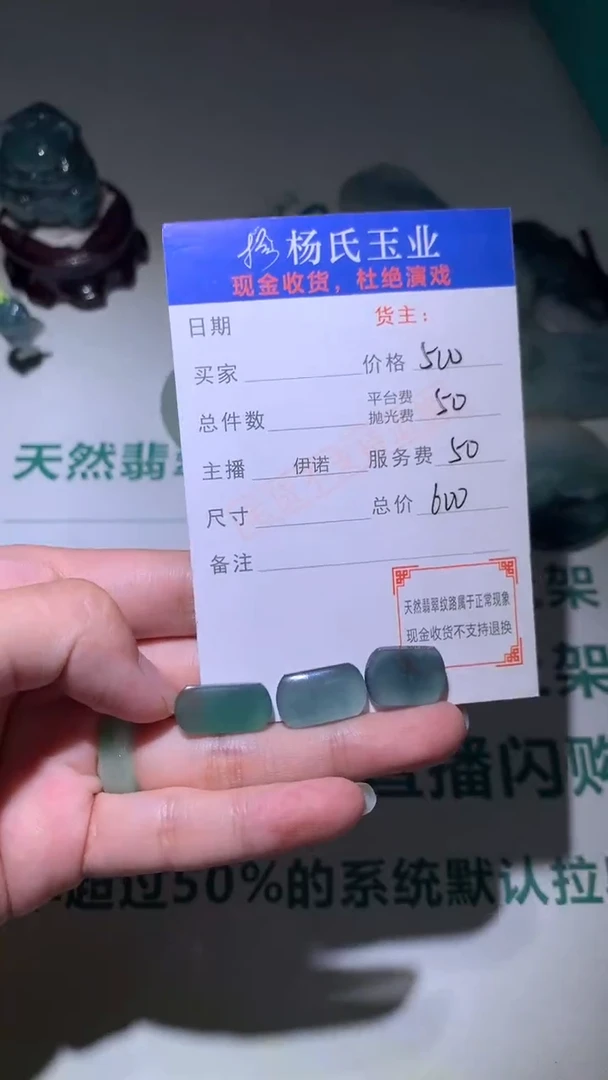 杨氏玉业
现金收货，杜绝演戏
日期 货主：
买家 价格 500
总件数 平台费 抛光费 50
主播 伊诺 服务费 50
尺寸 总价 600
备注
天然翡翠纹路属于正常现象
现金收货不支持退换
天然翡
架
架
直播闪购
超过50%的系统默认拉